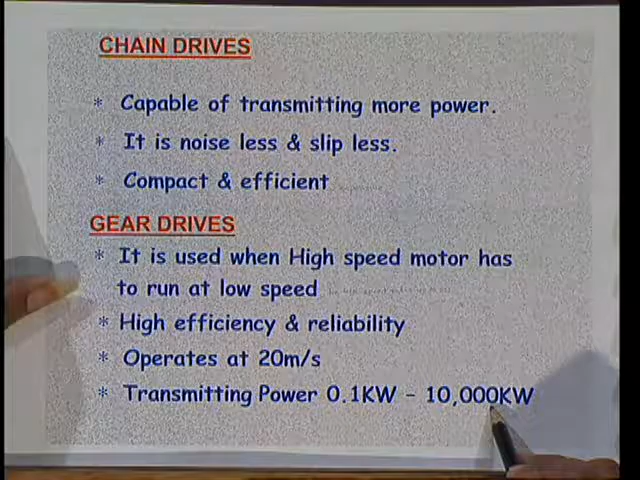 CHAIN DRIVES
* Capable of transmitting more power.
* It is noise less & slip less.
* Compact & efficient
GEAR DRIVES
* It is used when High speed motor has
to run at low speed
* High efficiency & reliability
* Operates at 20m/s
* Transmitting Power 0.1KW - 10,000KW